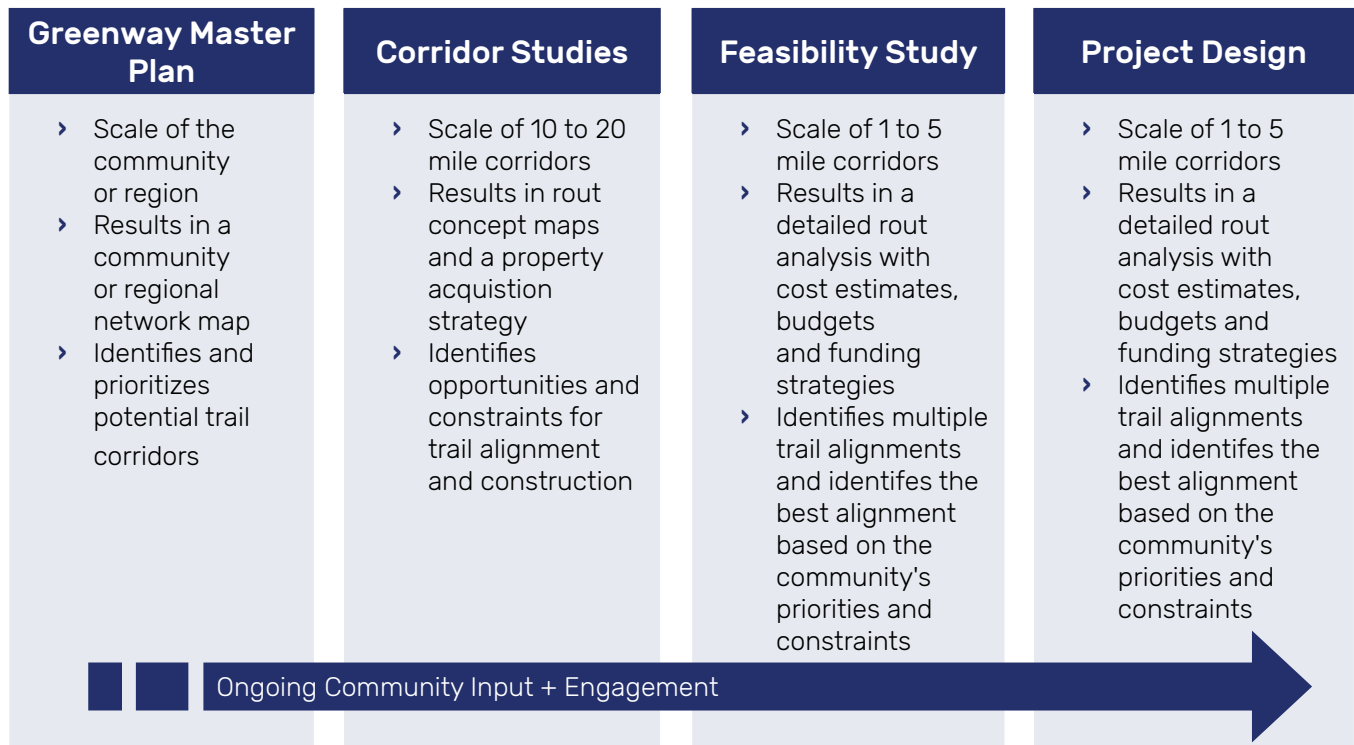 Greenway Master
Plan
› Scale of the
community
or region
› Results in a
community
or regional
network map
› Identifies and
prioritizes
potential trail
corridors
Corridor Studies
› Scale of 10 to 20
mile corridors
› Results in rout
concept maps
and a property
acquistion
strategy
› Identifies
opportunities and
constraints for
trail alignment
and construction
Feasibility Study
› Scale of 1 to 5
mile corridors
› Results in a
detailed rout
analysis with
cost estimates,
budgets
and funding
strategies
› Identifies multiple
trail alignments
and identifes the
best alignment
based on the
community's
priorities and
constraints
Project Design
› Scale of 1 to 5
mile corridors
› Results in a
detailed rout
analysis with
cost estimates,
budgets and
funding strategies
› Identifies multiple
trail alignments
and identifes the
best alignment
based on the
community's
priorities and
constraints
Ongoing Community Input + Engagement